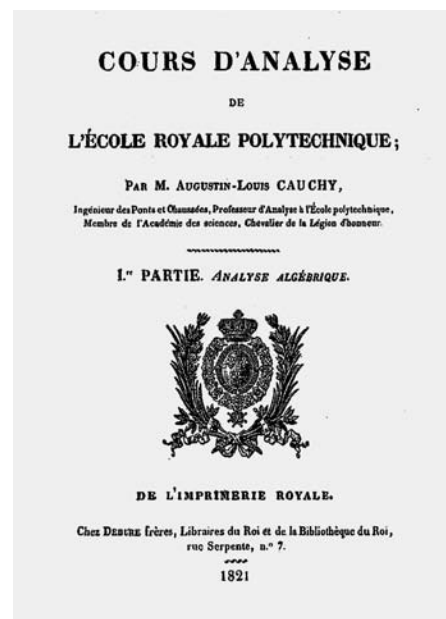 COURS D'ANALYSE
DE
L'ÉCOLE ROYALE POLYTECHNIQUE;
PAR M. AUGUSTIN-LOUIS CAUCHY,
Ingénieur des Ponts et Chaussées, Professeur d'Analyse à l'École polytechnique,
Membre de l'Académie des sciences, Chevalier de la Légion d'honneur.
I.re PARTIE. ANALYSE ALGÉBRIQUE.
DE L'IMPRIMERIE ROYALE.
Chez DEBURE frères, Libraires du Roi et de la Bibliothèque du Roi,
rue Serpente, n.º 7.
1821